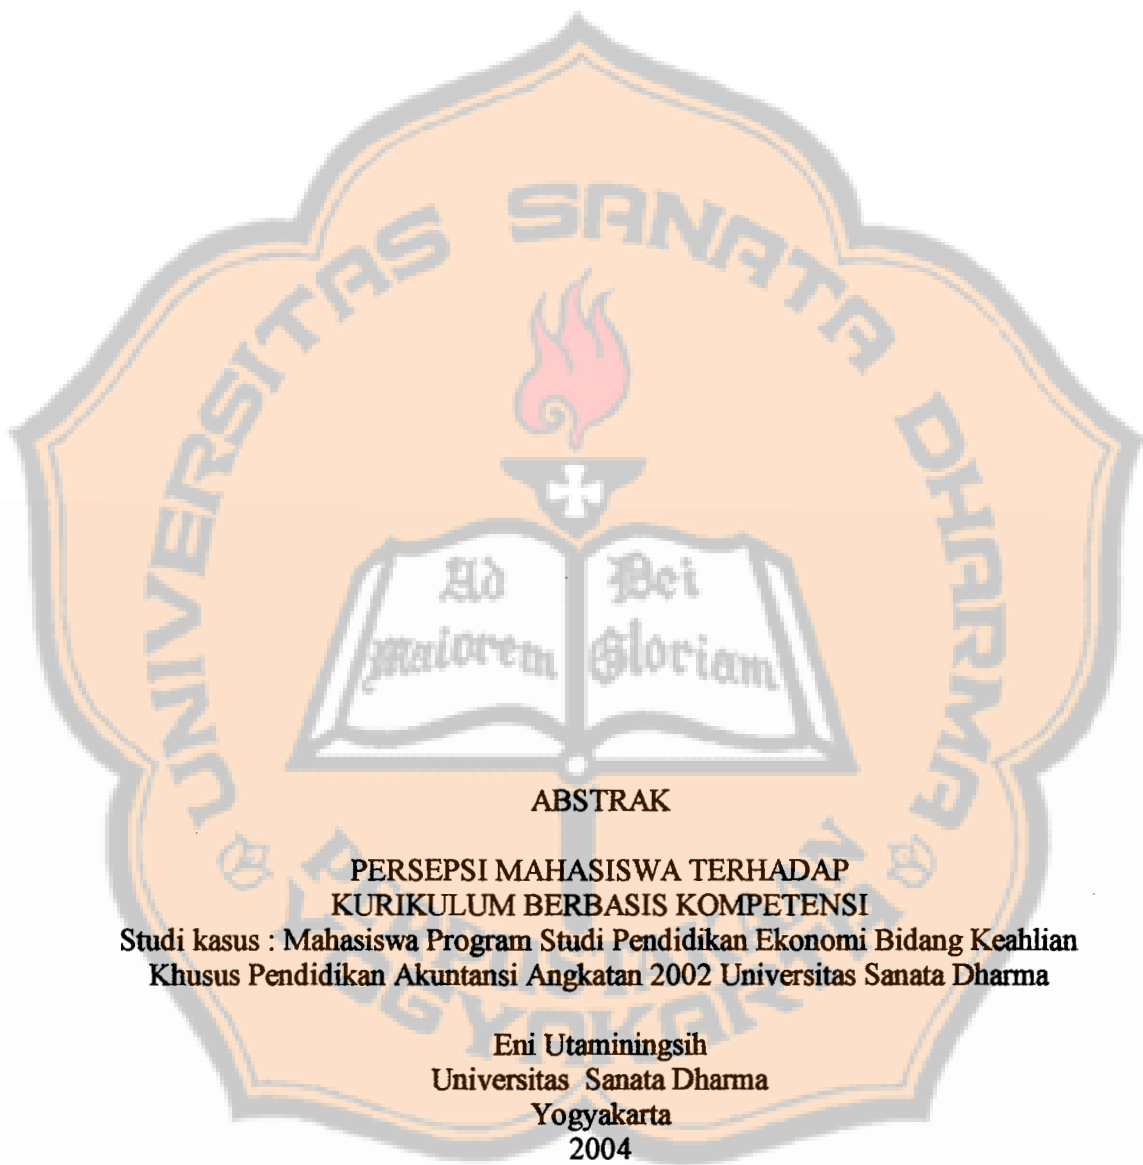 UNIVERSITAS SANATA DHARMA
Ad Dei
Maiorem Gloriam
ABSTRAK
PERSEPSI MAHASISWA TERHADAP
KURIKULUM BERBASIS KOMPETENSI
Studi kasus : Mahasiswa Program Studi Pendidikan Ekonomi Bidang Keahlian
Khusus Pendidikan Akuntansi Angkatan 2002 Universitas Sanata Dharma
Eni Utaminingsih
Universitas Sanata Dharma
Yogyakarta
2004
PERPUSTAKAAN
YOGYAKARTA